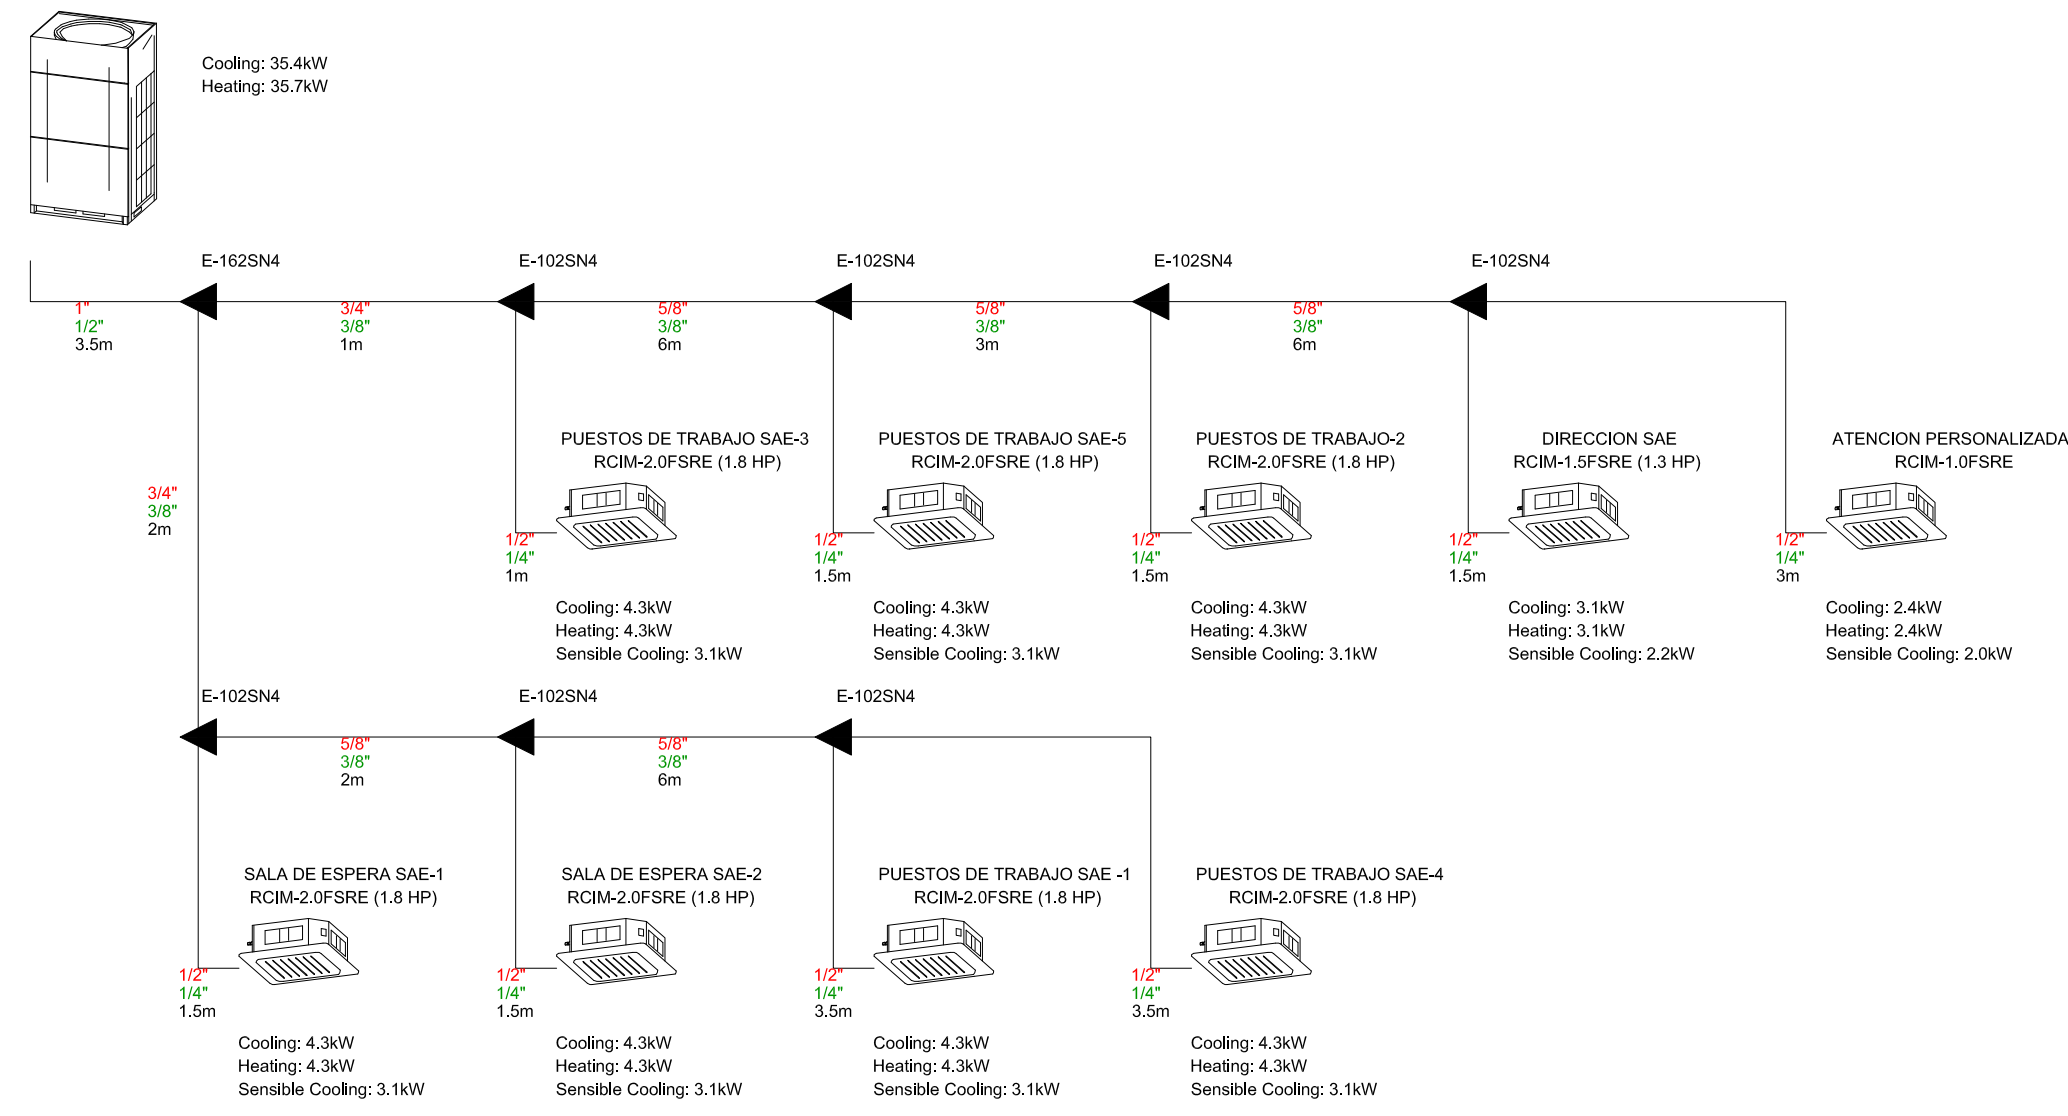 Cooling: 35.4kW
Heating: 35.7kW
E-162SN4
E-102SN4
E-102SN4
E-102SN4
E-102SN4
1"
1/2"
3.5m
3/4"
3/8"
1m
5/8"
3/8"
6m
5/8"
3/8"
3m
5/8"
3/8"
6m
3/4"
3/8"
2m
PUESTOS DE TRABAJO SAE-3
RCIM-2.0FSRE (1.8 HP)
1/2"
1/4"
1m
Cooling: 4.3kW
Heating: 4.3kW
Sensible Cooling: 3.1kW
PUESTOS DE TRABAJO SAE-5
RCIM-2.0FSRE (1.8 HP)
1/2"
1/4"
1.5m
Cooling: 4.3kW
Heating: 4.3kW
Sensible Cooling: 3.1kW
PUESTOS DE TRABAJO-2
RCIM-2.0FSRE (1.8 HP)
1/2"
1/4"
1.5m
Cooling: 4.3kW
Heating: 4.3kW
Sensible Cooling: 3.1kW
DIRECCION SAE
RCIM-1.5FSRE (1.3 HP)
1/2"
1/4"
1.5m
Cooling: 3.1kW
Heating: 3.1kW
Sensible Cooling: 2.2kW
ATENCION PERSONALIZADA
RCIM-1.0FSRE
1/2"
1/4"
3m
Cooling: 2.4kW
Heating: 2.4kW
Sensible Cooling: 2.0kW
E-102SN4
E-102SN4
E-102SN4
5/8"
3/8"
2m
5/8"
3/8"
6m
SALA DE ESPERA SAE-1
RCIM-2.0FSRE (1.8 HP)
1/2"
1/4"
1.5m
Cooling: 4.3kW
Heating: 4.3kW
Sensible Cooling: 3.1kW
SALA DE ESPERA SAE-2
RCIM-2.0FSRE (1.8 HP)
1/2"
1/4"
1.5m
Cooling: 4.3kW
Heating: 4.3kW
Sensible Cooling: 3.1kW
PUESTOS DE TRABAJO SAE -1
RCIM-2.0FSRE (1.8 HP)
1/2"
1/4"
3.5m
Cooling: 4.3kW
Heating: 4.3kW
Sensible Cooling: 3.1kW
PUESTOS DE TRABAJO SAE-4
RCIM-2.0FSRE (1.8 HP)
1/2"
1/4"
3.5m
Cooling: 4.3kW
Heating: 4.3kW
Sensible Cooling: 3.1kW